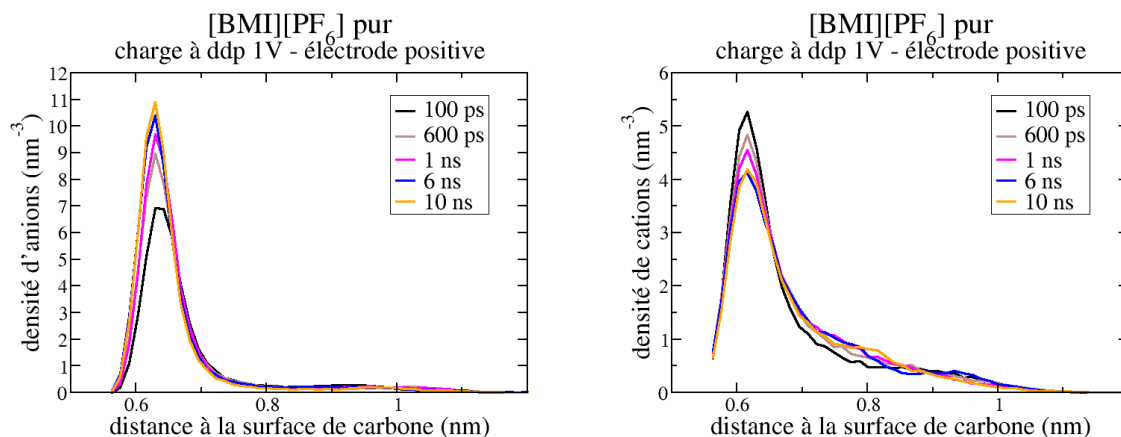 [BMI][PF6] pur
charge à ddp 1V - électrode positive
densité d'anions (nm-3)
12
11
10
9
8
7
6
5
4
3
2
1
0
100 ps
600 ps
1 ns
6 ns
10 ns
0.6
0.8
1
distance à la surface de carbone (nm)
[BMI][PF6] pur
charge à ddp 1V - électrode positive
densité de cations (nm-3)
6
5
4
3
2
1
0
100 ps
600 ps
1 ns
6 ns
10 ns
0.6
0.8
1
distance à la surface de carbone (nm)